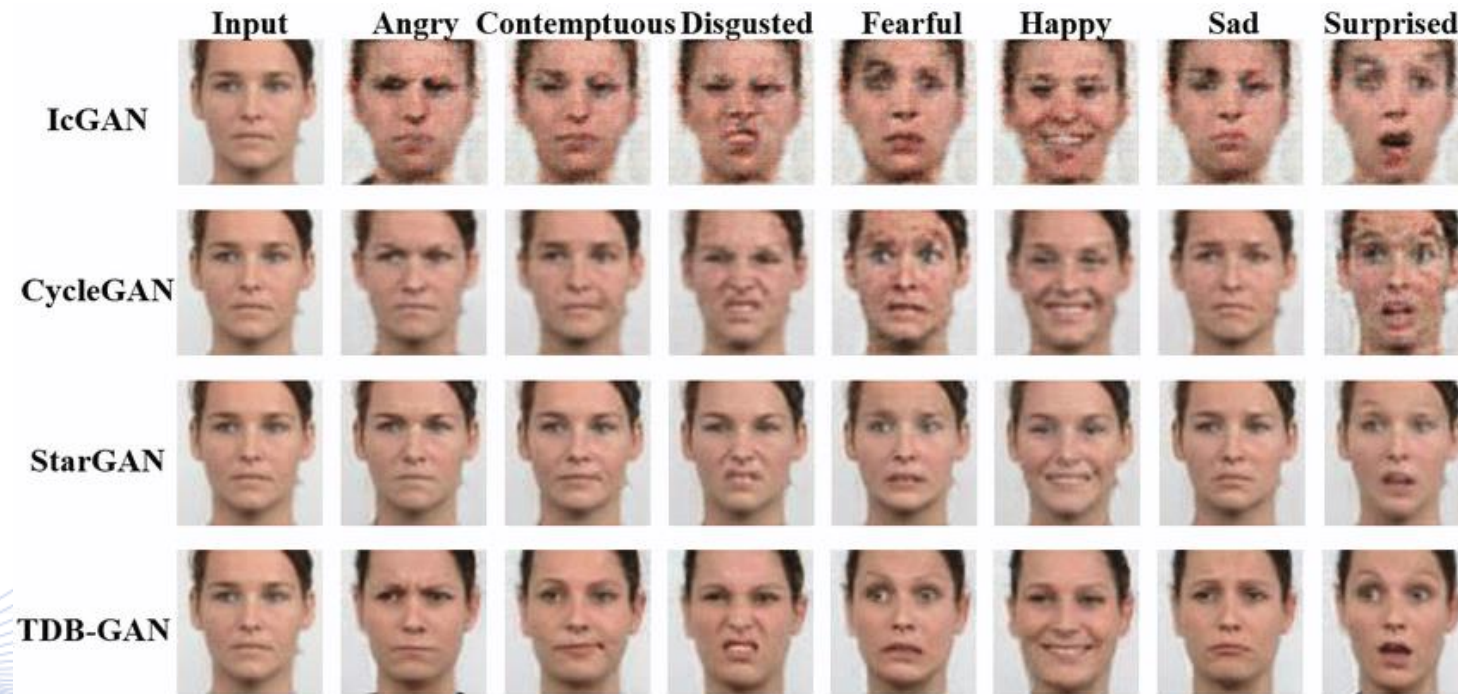 Input Angry Contemptuous Disgusted Fearful Happy Sad Surprised
IcGAN
CycleGAN
StarGAN
TDB-GAN